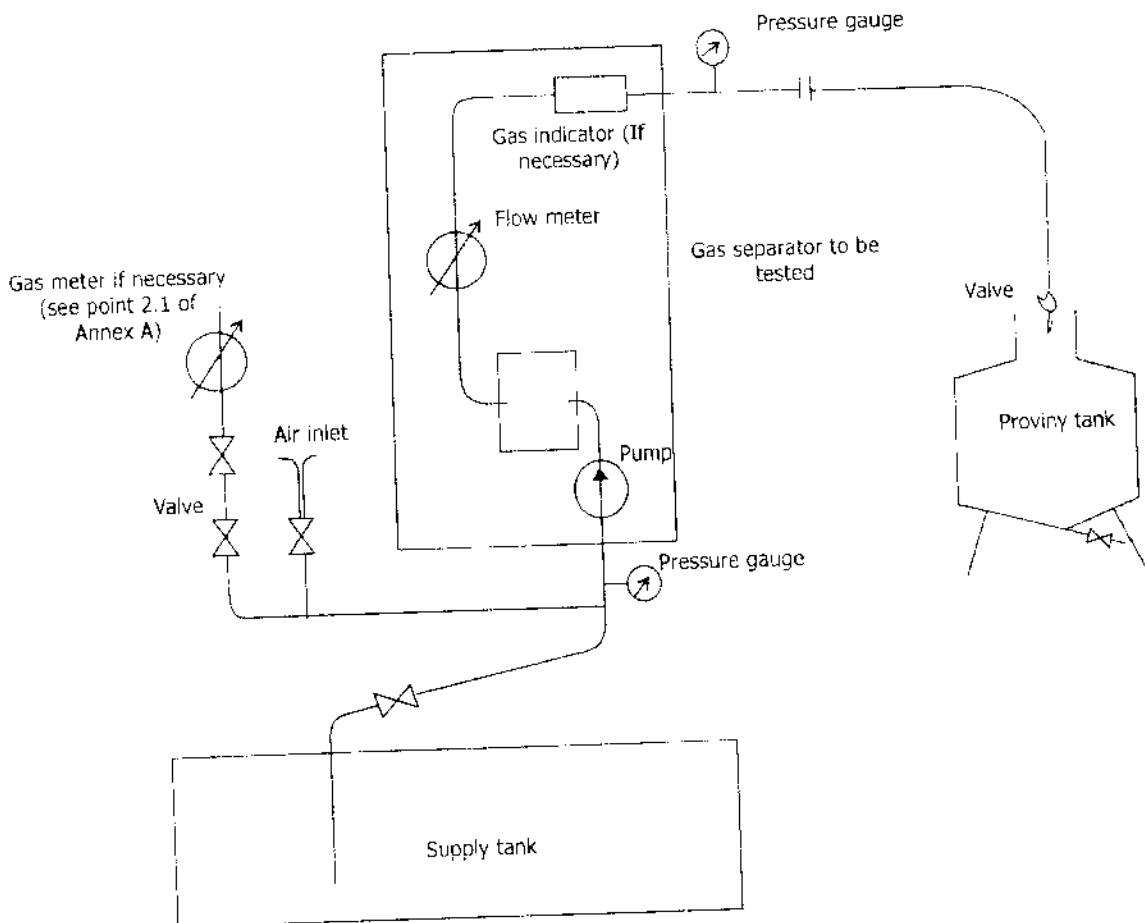 Pressure gauge
Gas indicator (If
necessary)
Flow meter
Gas separator to be
tested
Gas meter if necessary
(see point 2.1 of
Annex A)
Valve
Air inlet
Proviny tank
Pump
Valve
Pressure gauge
Supply tank